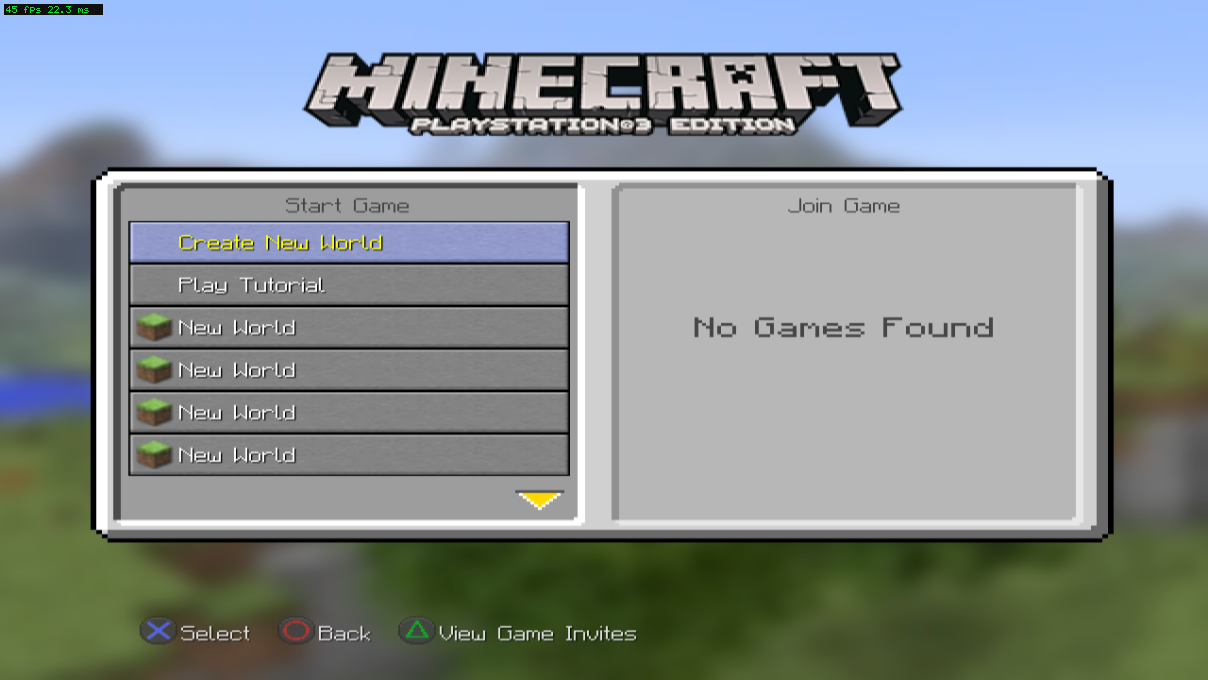 45 fps 22.3 ms
MINECRAFT
PLAYSTATION®3 EDITION
Start Game
Create New World
Play Tutorial
New World
New World
New World
New World
Join Game
No Games Found
Select Back View Game Invites